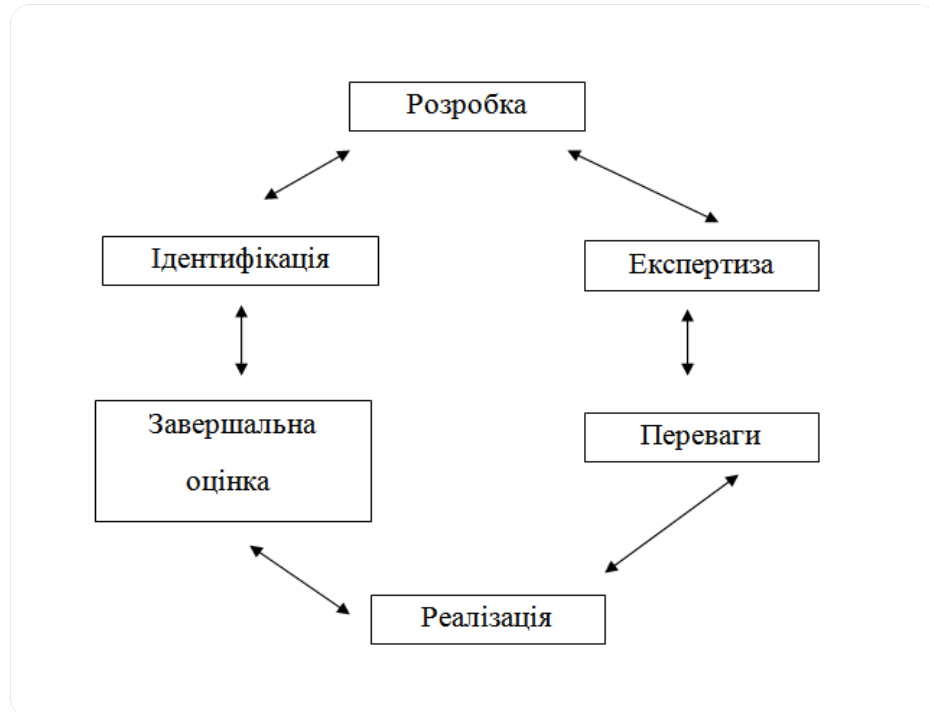 Розробка
Ідентифікація
Експертиза
Завершальна
оцінка
Переваги
Реалізація